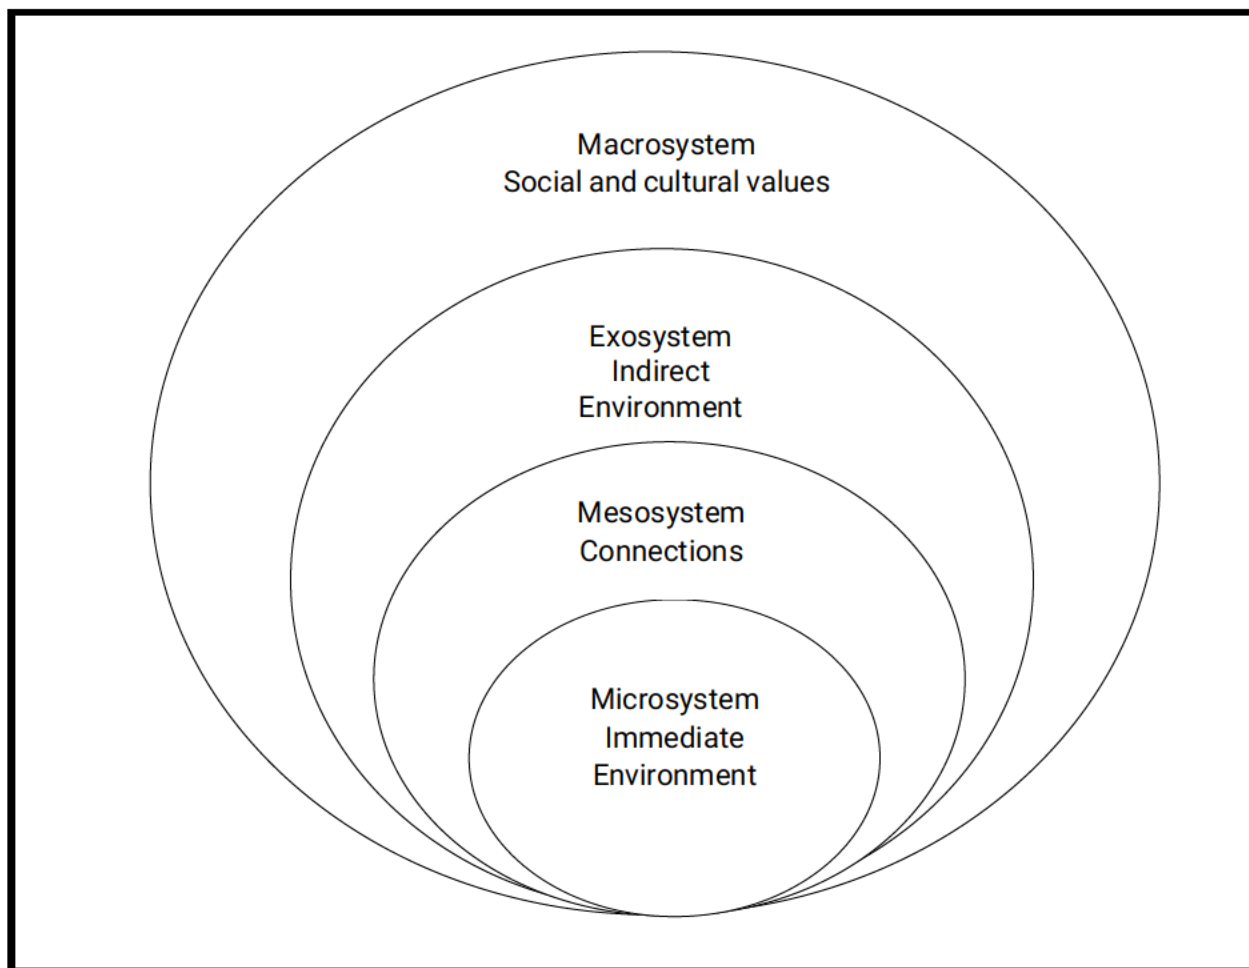 Macrosystem
Social and cultural values
Exosystem
Indirect
Environment
Mesosystem
Connections
Microsystem
Immediate
Environment